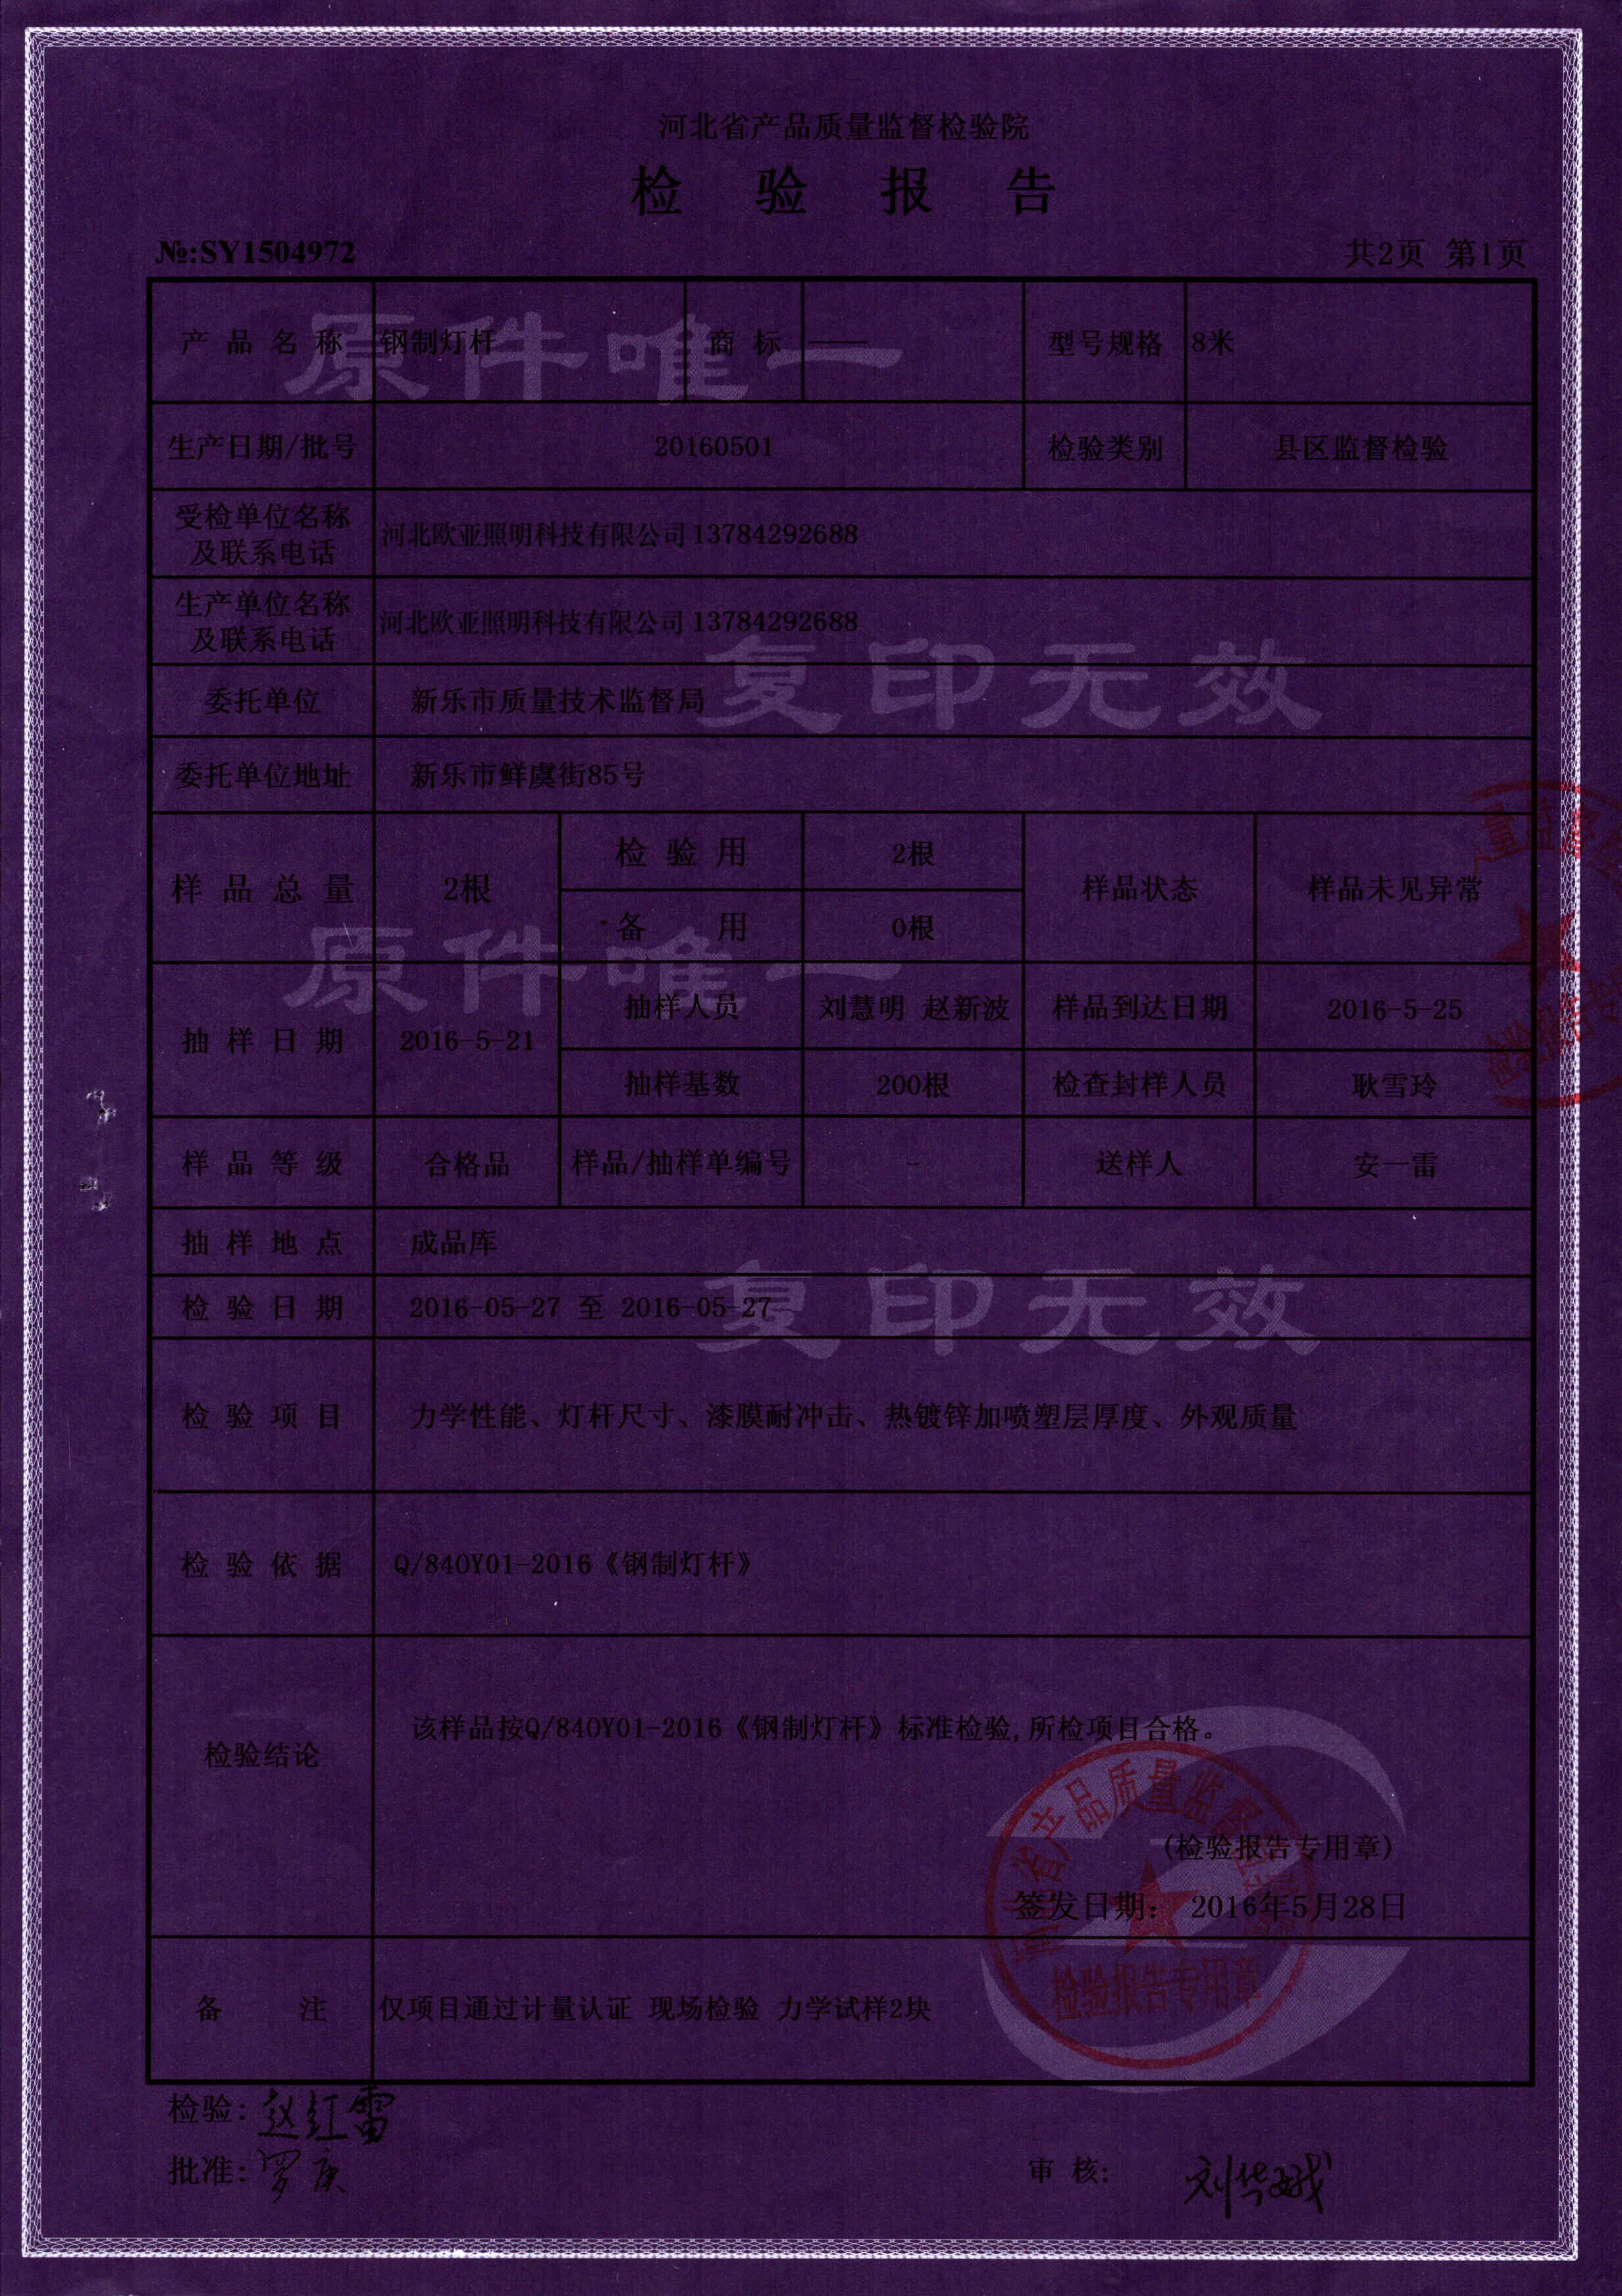 河北省产品质量监督检验院
检验报告
№:SY1504972
共2页 第1页
产品名称 钢制灯杆 商标 —— 型号规格 8米
生产日期/批号 20160501 检验类别 县区监督检验
受检单位名称
及联系电话
河北欧亚照明科技有限公司 13784292688
生产单位名称
及联系电话
河北欧亚照明科技有限公司 13784292688
委托单位 新乐市质量技术监督局
委托单位地址 新乐市鲜虞街85号
样品总量 2根 检验用 2根 样品状态 样品未见异常
备用 0根
抽样日期 2016-5-21 抽样人员 刘慧明 赵新波 样品到达日期 2016-5-25
抽样基数 200根 检查封样人员 耿雪玲
样品等级 合格品 样品/抽样单编号 - 送样人 安一雷
抽样地点 成品库
检验日期 2016-05-27 至 2016-05-27
检验项目 力学性能、灯杆尺寸、漆膜耐冲击、热镀锌加喷塑层厚度、外观质量
检验依据 Q/84OY01-2016《钢制灯杆》
检验结论 该样品按Q/84OY01-2016《钢制灯杆》标准检验,所检项目合格。
(检验报告专用章)
签发日期: 2016年5月28日
备注 仅项目通过计量认证 现场检验 力学试样2块
检验: 赵红雷
批准:
审核:
原件唯一
复印无效
原件唯一
复印无效
省产品质量监督
检验报告专用章
量监督
检验报告专